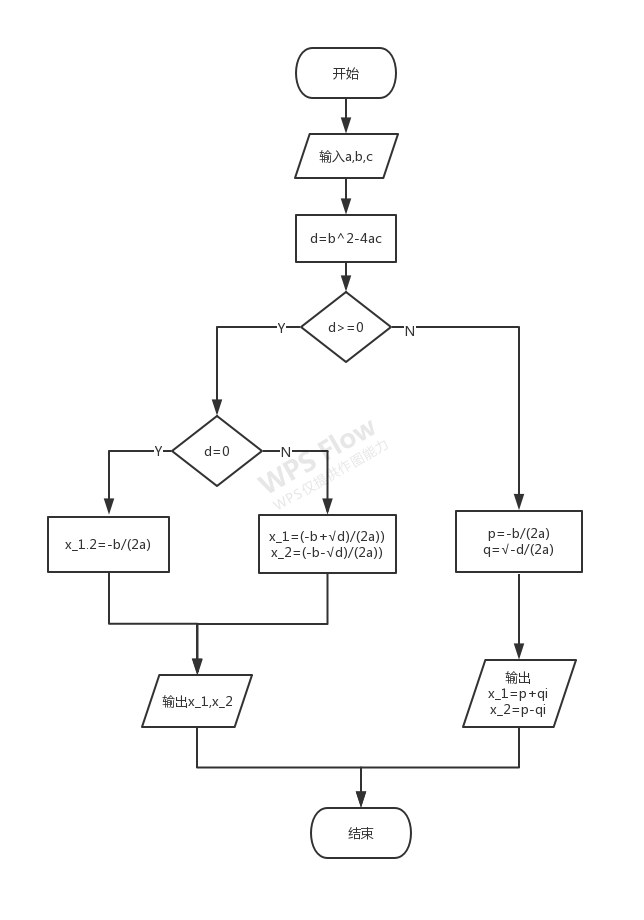 开始
输入a,b,c
d=b^2-4ac
d>=0
Y
N
d=0
Y
N
WPS Flow
WPS仅提供作图能力
x_1.2=-b/(2a)
x_1=(-b+√d)/(2a))
x_2=(-b-√d)/(2a))
p=-b/(2a)
q=√-d/(2a)
输出x_1,x_2
输出
x_1=p+qi
x_2=p-qi
结束